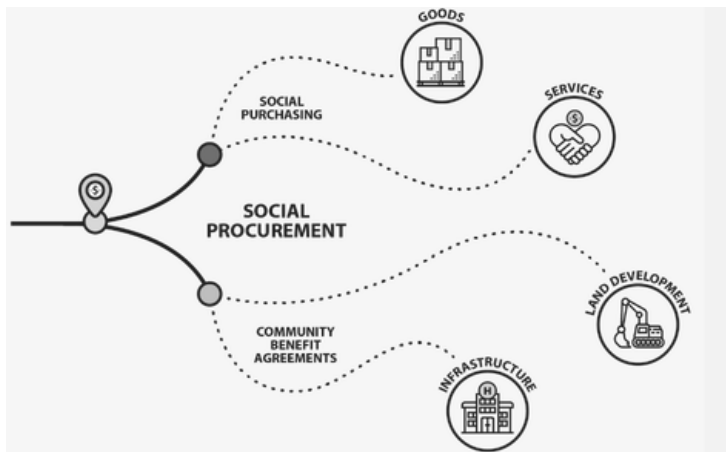 GOODS
SOCIAL
PURCHASING
SERVICES
$
$
SOCIAL
PROCUREMENT
LAND DEVELOPMENT
COMMUNITY
BENEFIT
AGREEMENTS
INFRASTRUCTURE
H